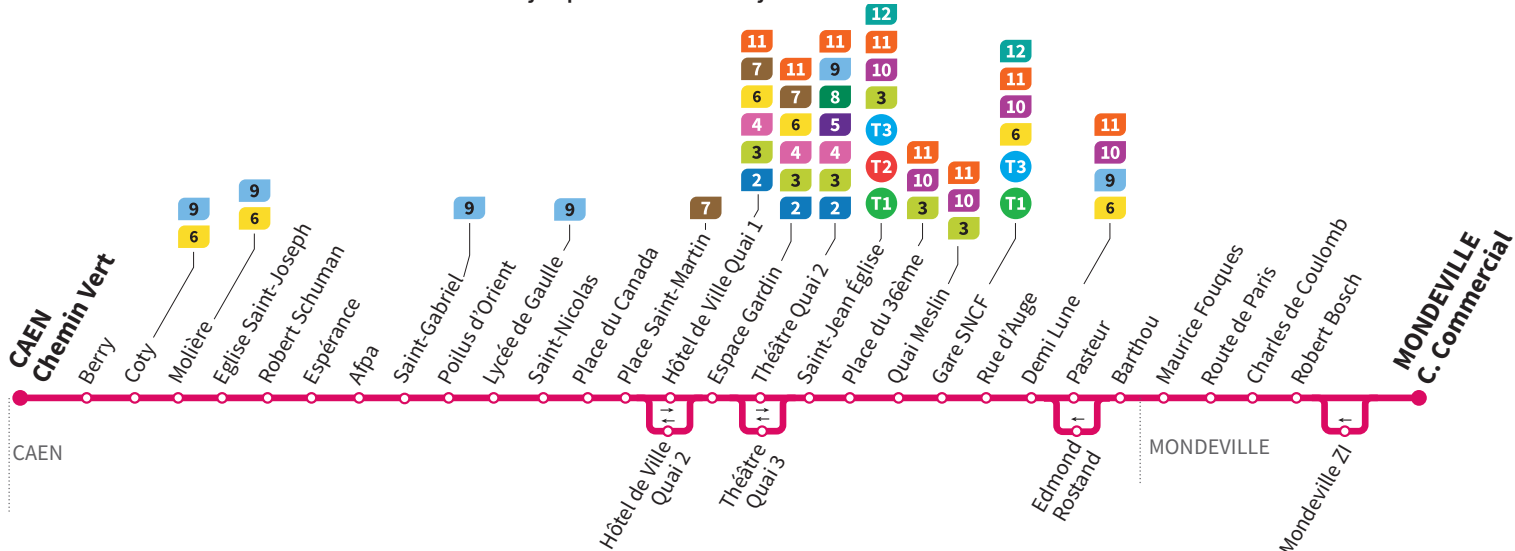 12
11
10
3
T3
T2
T1
11
7
6
4
3
2
11
7
6
4
3
2
11
9
8
5
4
3
2
11
10
3
11
10
3
12
11
10
6
T3
T1
11
10
9
6
9
6
9
6
9
9
7
CAEN
Chemin Vert
Berry
Coty
Molière
Eglise Saint-Joseph
Robert Schuman
Espérance
Afpa
Saint-Gabriel
Poilus d'Orient
Lycée de Gaulle
Saint-Nicolas
Place du Canada
Place Saint-Martin
Hôtel de Ville Quai 1
Espace Gardin
Théâtre Quai 2
Saint-Jean Église
Place du 36ème
Quai Meslin
Gare SNCF
Rue d'Auge
Demi Lune
Pasteur
Barthou
Maurice Fouques
Route de Paris
Charles de Coulomb
Robert Bosch
MONDEVILLE
C. Commercial
CAEN
MONDEVILLE
Hôtel de Ville
Quai 2
Théâtre
Quai 3
Edmond
Rostand
Mondeville ZI